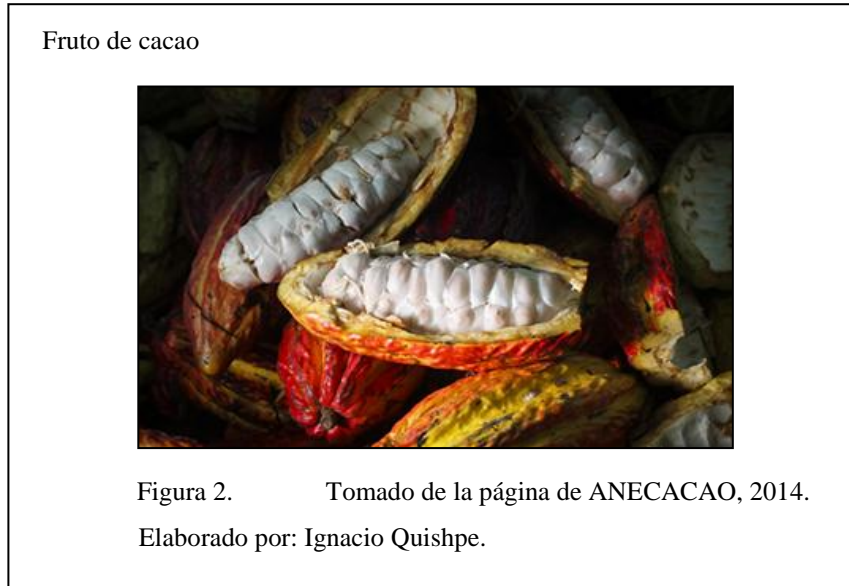 Fruto de cacao
Figura 2. Tomado de la página de ANECACAO, 2014.
Elaborado por: Ignacio Quishpe.